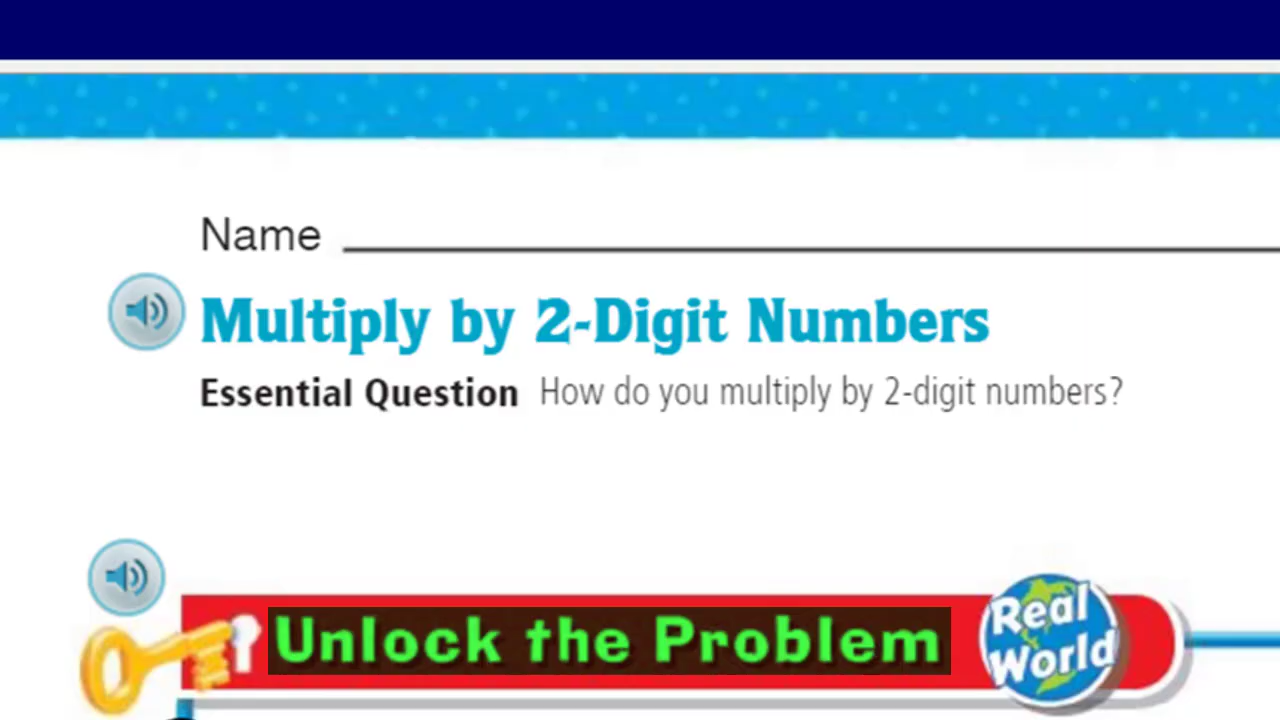 Name
Multiply by 2-Digit Numbers
Essential Question How do you multiply by 2-digit numbers?
Unlock the Problem
Real
World